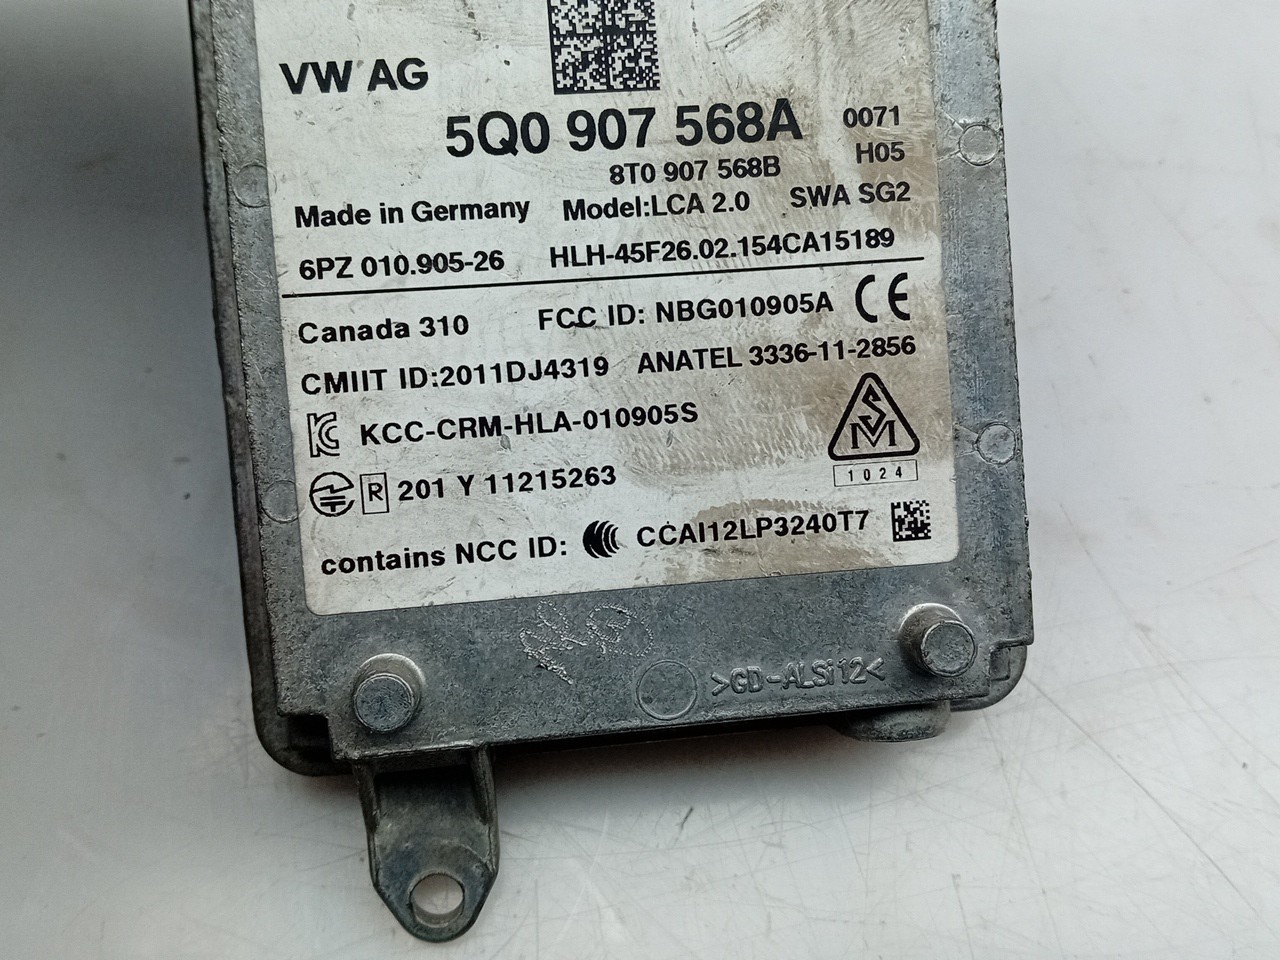 VW AG
5Q0 907 568A 0071
8T0 907 568B H05
Made in Germany Model:LCA 2.0 SWA SG2
6PZ 010.905-26 HLH-45F26.02.154CA15189
Canada 310 FCC ID: NBG010905A CE
CMIIT ID:2011DJ4319 ANATEL 3336-11-2856
KC KCC-CRM-HLA-010905S
SM
R 201 Y 11215263
1024
contains NCC ID: CCAI12LP3240T7
>GD-ALSi12<